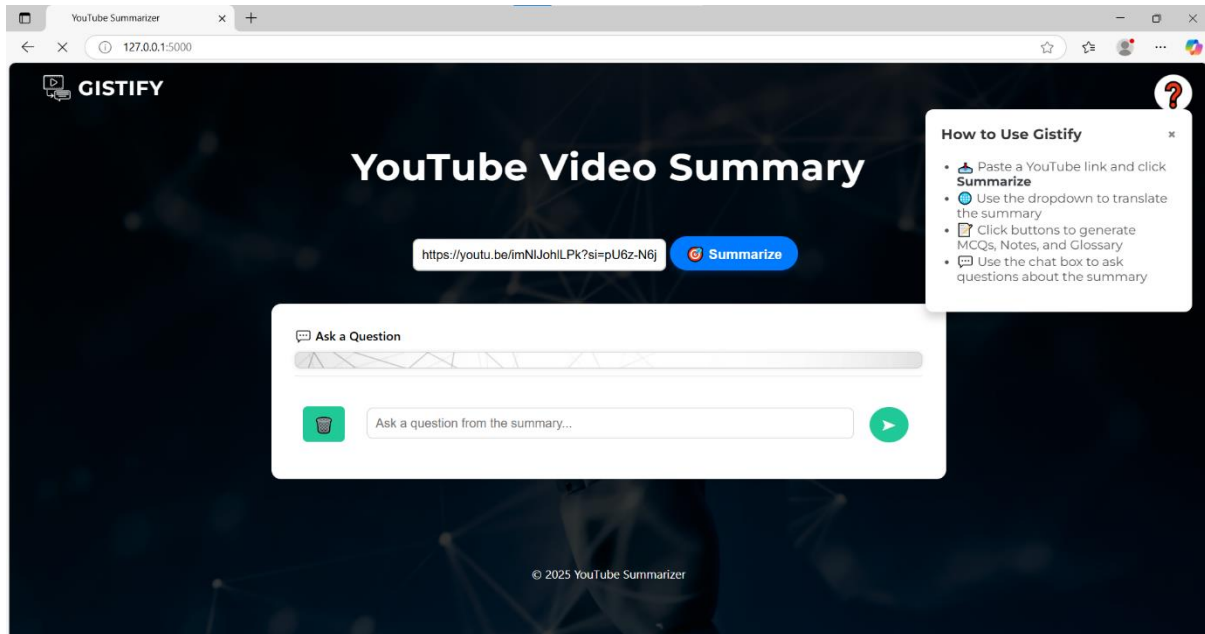 YouTube Summarizer
127.0.0.1:5000
GISTIFY
How to Use Gistify
Paste a YouTube link and click
Summarize
Use the dropdown to translate
the summary
Click buttons to generate
MCQs, Notes, and Glossary
Use the chat box to ask
questions about the summary
YouTube Video Summary
https://youtu.be/imNlJohlLPk?si=pU6z-N6j
Summarize
Ask a Question
Ask a question from the summary...
© 2025 YouTube Summarizer